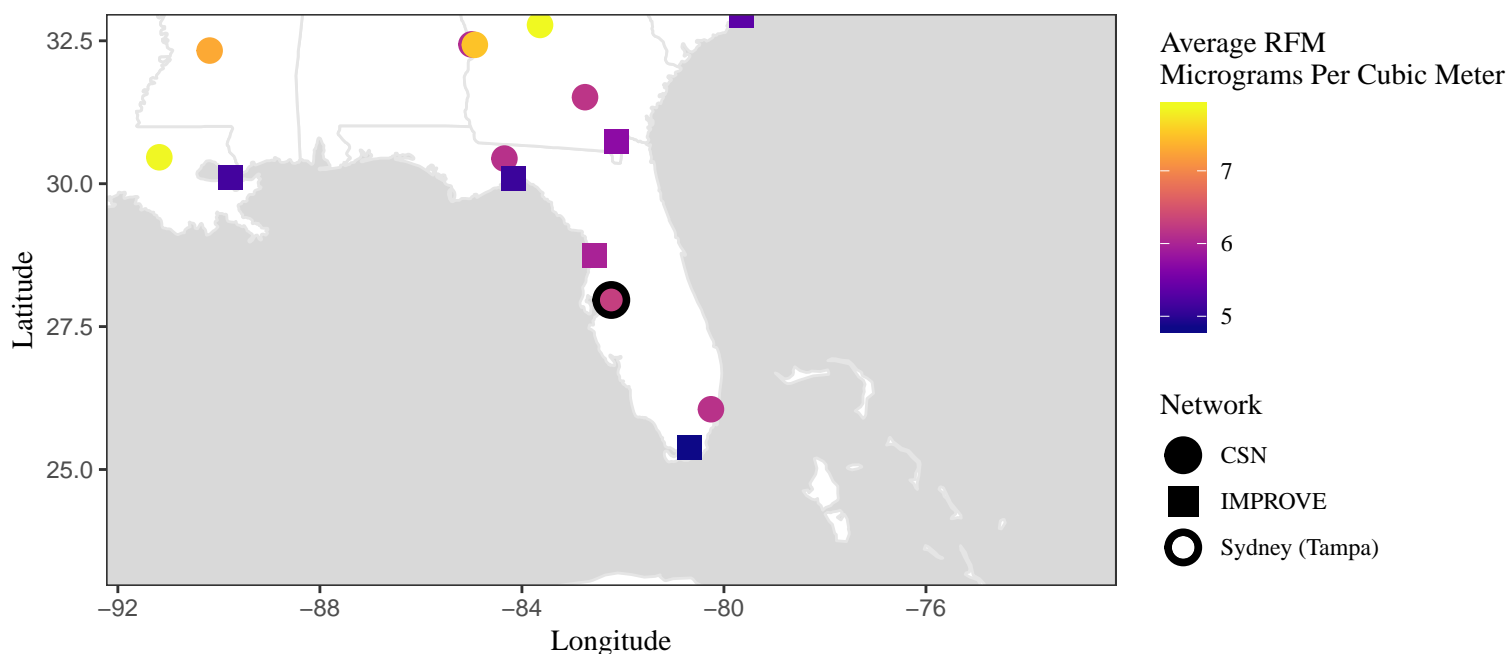 32.5
30.0
27.5
25.0
Latitude
−92
−88
−84
−80
−76
Longitude
Average RFM
Micrograms Per Cubic Meter
7
6
5
Network
CSN
IMPROVE
Sydney (Tampa)